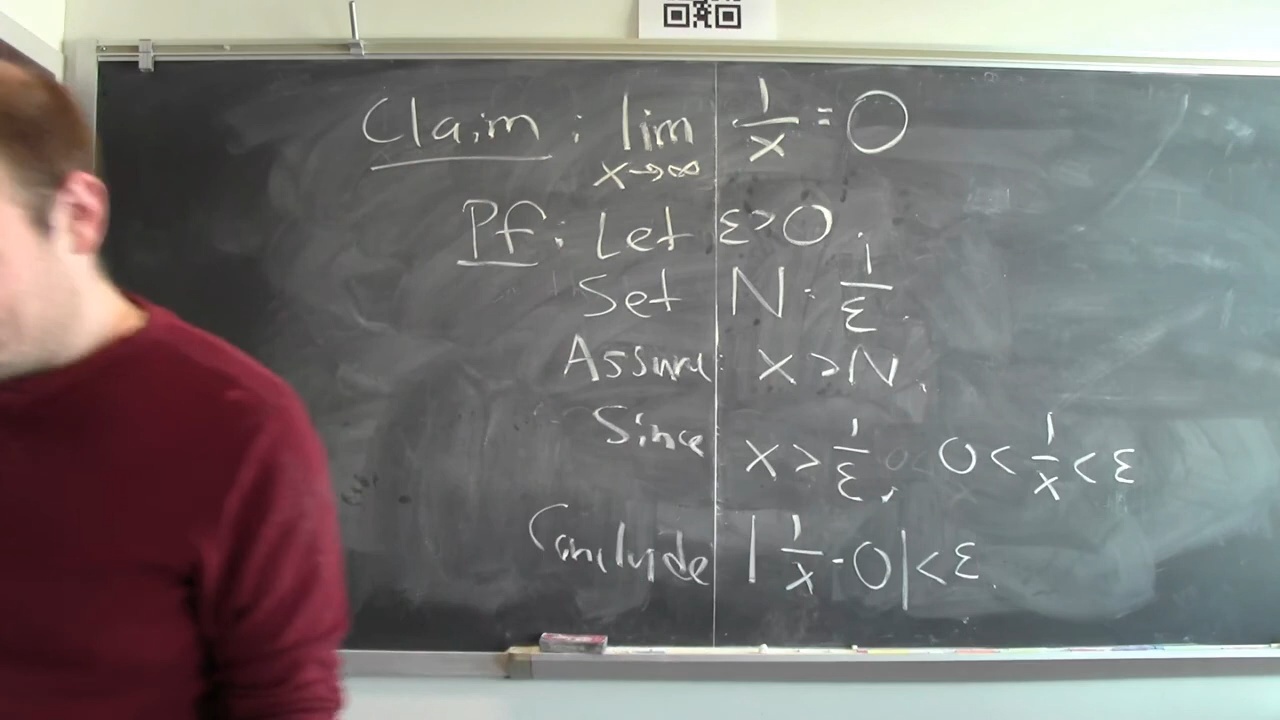 Claim: lim x→∞ 1/x = 0
Pf: Let ε>0.
Set N = 1/ε.
Assume x > N.
Since x > 1/ε, 0 < 1/x < ε
Conclude |1/x - 0| < ε.